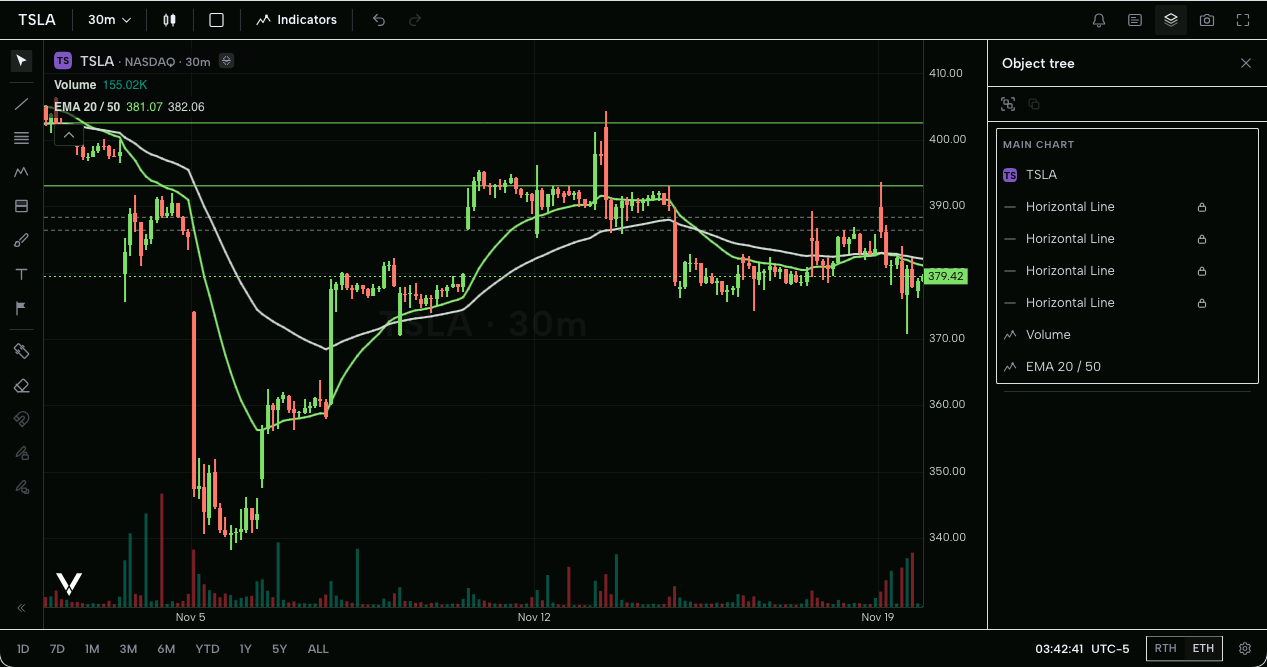 TSLA 30m Indicators
TS TSLA · NASDAQ · 30m
Volume 155.02K
EMA 20 / 50 381.07 382.06
TSLA · 30m
410.00
400.00
390.00
379.42
370.00
360.00
350.00
340.00
Nov 5 Nov 12 Nov 19
Object tree
MAIN CHART
TS TSLA
Horizontal Line
Horizontal Line
Horizontal Line
Horizontal Line
Volume
EMA 20 / 50
1D 7D 1M 3M 6M YTD 1Y 5Y ALL 03:42:41 UTC-5 RTH ETH